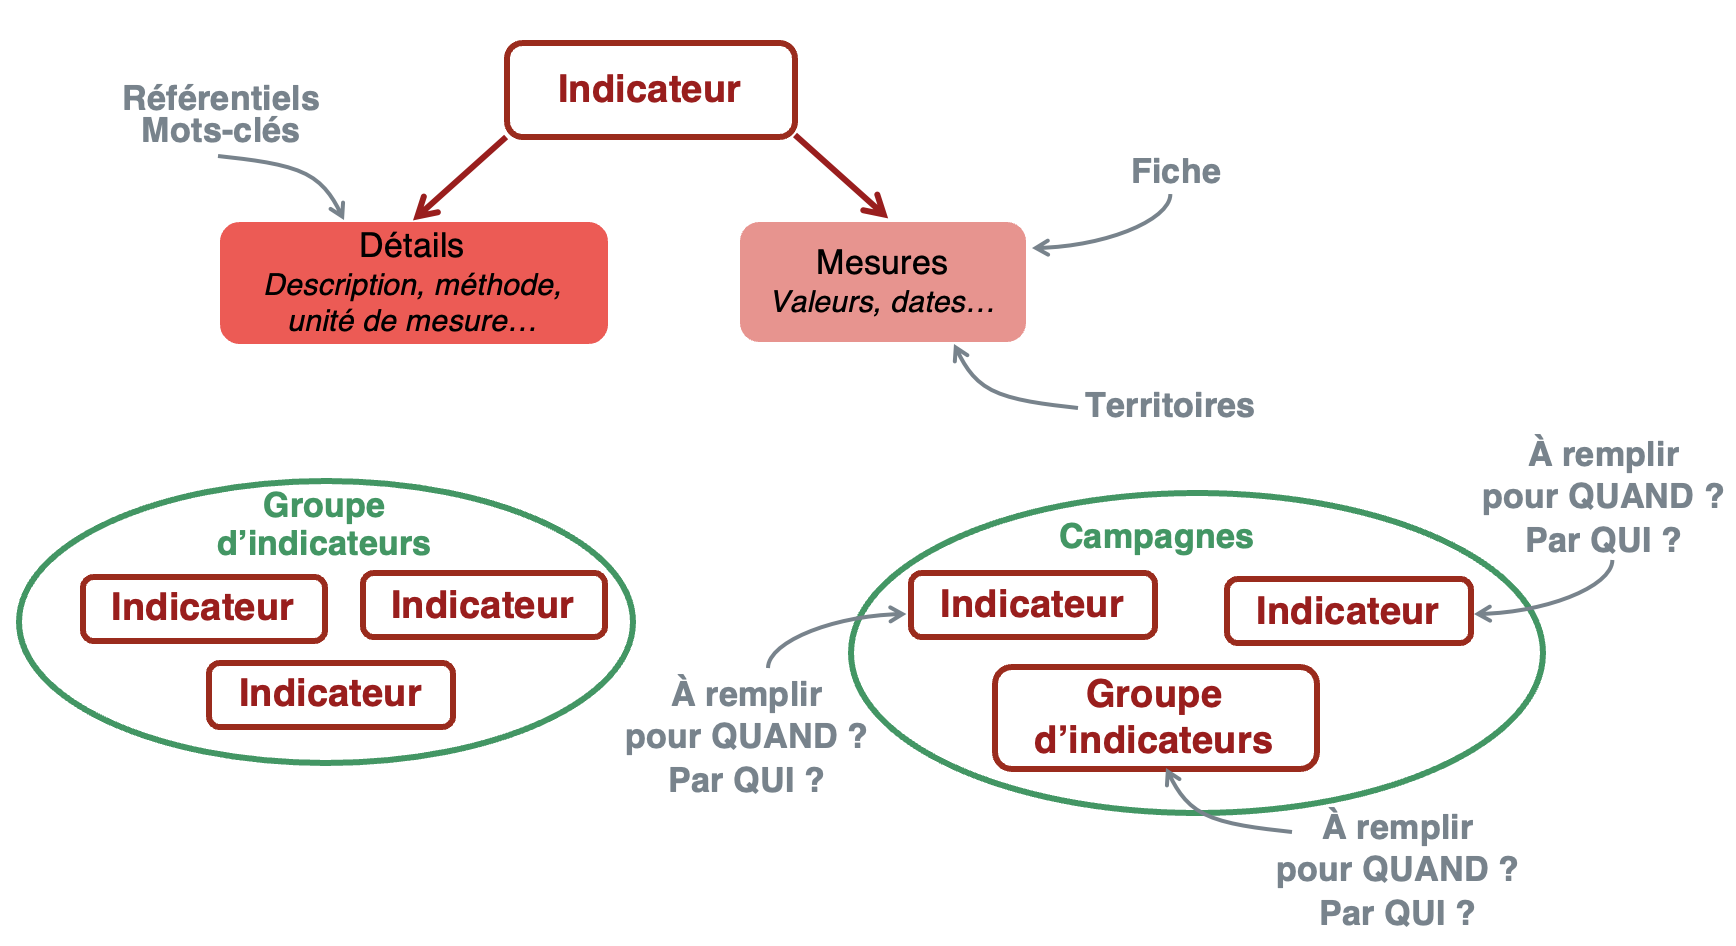 Indicateur
Référentiels
Mots-clés
Fiche
Détails
Description, méthode,
unité de mesure…
Mesures
Valeurs, dates…
Territoires
Groupe
d’indicateurs
Indicateur
Indicateur
Indicateur
Campagnes
Indicateur
Indicateur
Groupe
d’indicateurs
À remplir
pour QUAND ?
Par QUI ?
À remplir
pour QUAND ?
Par QUI ?
À remplir
pour QUAND ?
Par QUI ?